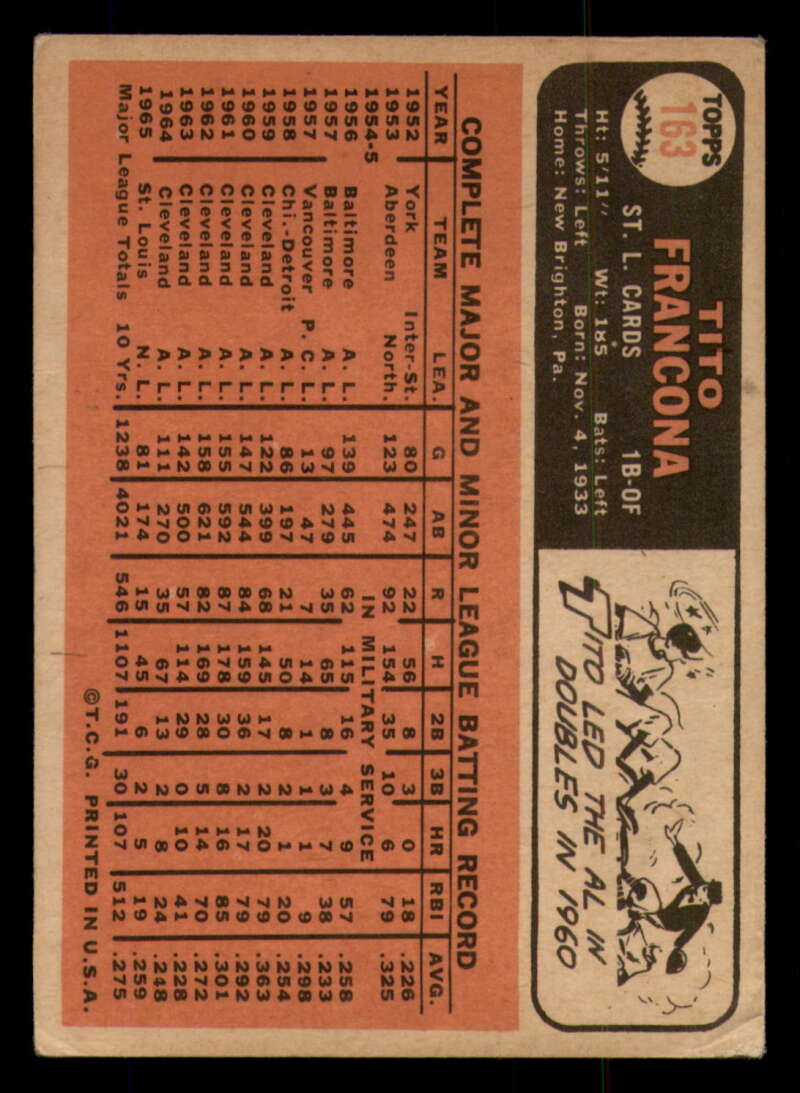 TOPPS
163
TITO
FRANCONA
ST. L. CARDS 1B-OF
Ht: 5'11" Wt: 185 Bats: Left
Throws: Left Born: Nov. 4, 1933
Home: New Brighton, Pa.
TITO LED THE AL IN
DOUBLES IN 1960
COMPLETE MAJOR AND MINOR LEAGUE BATTING RECORD
YEAR TEAM LEA. G AB R H 2B 3B HR RBI AVG.
1952 York Inter-St. 80 247 22 56 8 3 0 18 .226
1953 Aberdeen North. 123 474 92 154 35 10 6 79 .325
1954-5 IN MILITARY SERVICE
1956 Baltimore A. L. 139 445 62 115 16 4 9 57 .258
1957 Baltimore A. L. 97 279 35 65 8 3 7 38 .233
1957 Vancouver P. C. L. 13 47 7 14 1 1 1 9 .298
1958 Chi.-Detroit A. L. 86 197 21 50 8 2 1 20 .254
1959 Cleveland A. L. 122 399 68 145 17 2 20 79 .363
1960 Cleveland A. L. 147 544 84 159 36 2 17 79 .292
1961 Cleveland A. L. 155 592 87 178 30 8 16 85 .301
1962 Cleveland A. L. 158 621 82 169 28 5 14 70 .272
1963 Cleveland A. L. 142 500 57 114 29 0 10 41 .228
1964 Cleveland A. L. 111 270 35 67 13 2 8 24 .248
1965 St. Louis N. L. 81 174 15 45 6 2 5 19 .259
Major League Totals 10 Yrs. 1238 4021 546 1107 191 30 107 512 .275
©T.C.G. PRINTED IN U.S.A.